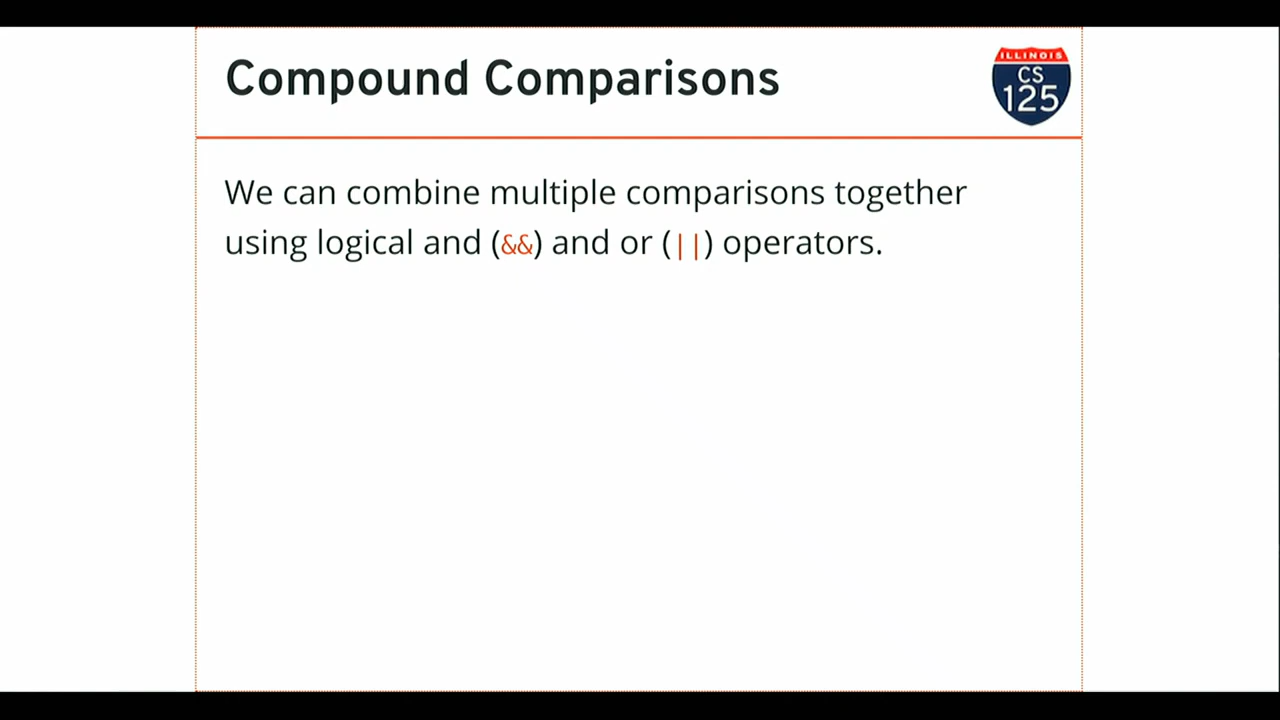 Compound Comparisons
ILLINOIS
CS
125
We can combine multiple comparisons together
using logical and (&&) and or (||) operators.